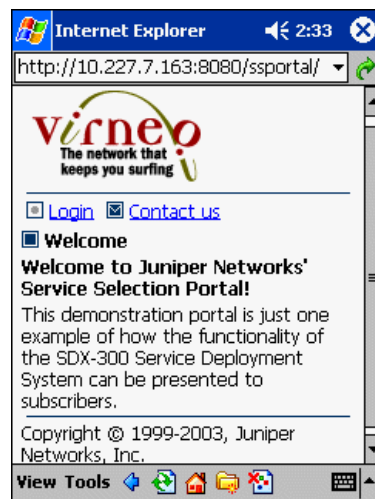 Internet Explorer 2:33
http://10.227.7.163:8080/ssportal/
virneo
The network that
keeps you surfing
Login Contact us
Welcome
Welcome to Juniper Networks'
Service Selection Portal!
This demonstration portal is just one
example of how the functionality of
the SDX-300 Service Deployment
System can be presented to
subscribers.
Copyright © 1999-2003, Juniper
Networks, Inc.
View Tools